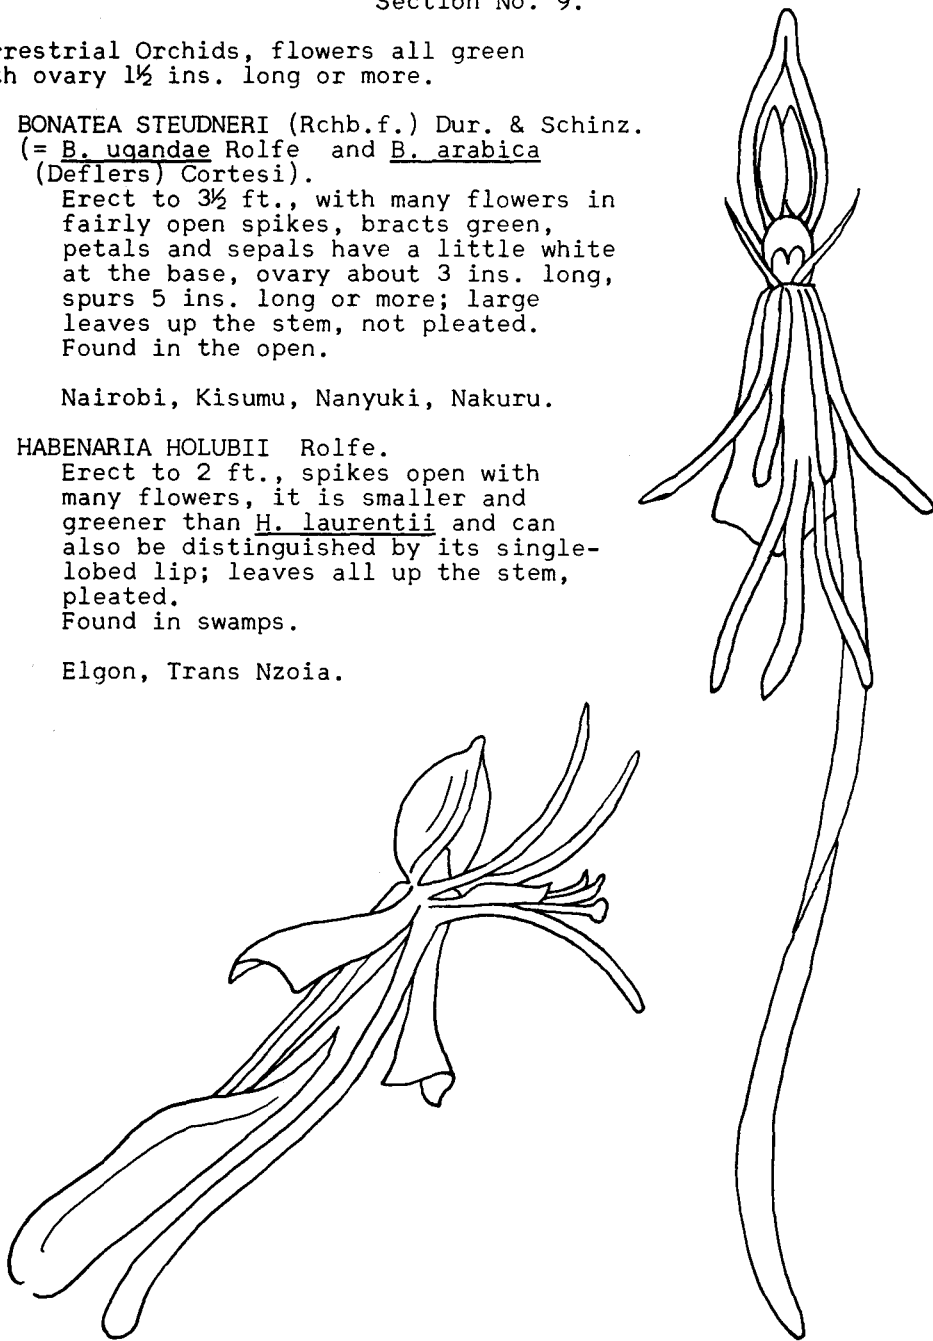 Section No. 9.
rrestrial Orchids, flowers all green
th ovary 1½ ins. long or more.
BONATEA STEUDNERI (Rchb.f.) Dur. & Schinz.
(= B. ugandae Rolfe and B. arabica
(Deflers) Cortesi).
Erect to 3½ ft., with many flowers in
fairly open spikes, bracts green,
petals and sepals have a little white
at the base, ovary about 3 ins. long,
spurs 5 ins. long or more; large
leaves up the stem, not pleated.
Found in the open.
Nairobi, Kisumu, Nanyuki, Nakuru.
HABENARIA HOLUBII Rolfe.
Erect to 2 ft., spikes open with
many flowers, it is smaller and
greener than H. laurentii and can
also be distinguished by its single-
lobed lip; leaves all up the stem,
pleated.
Found in swamps.
Elgon, Trans Nzoia.